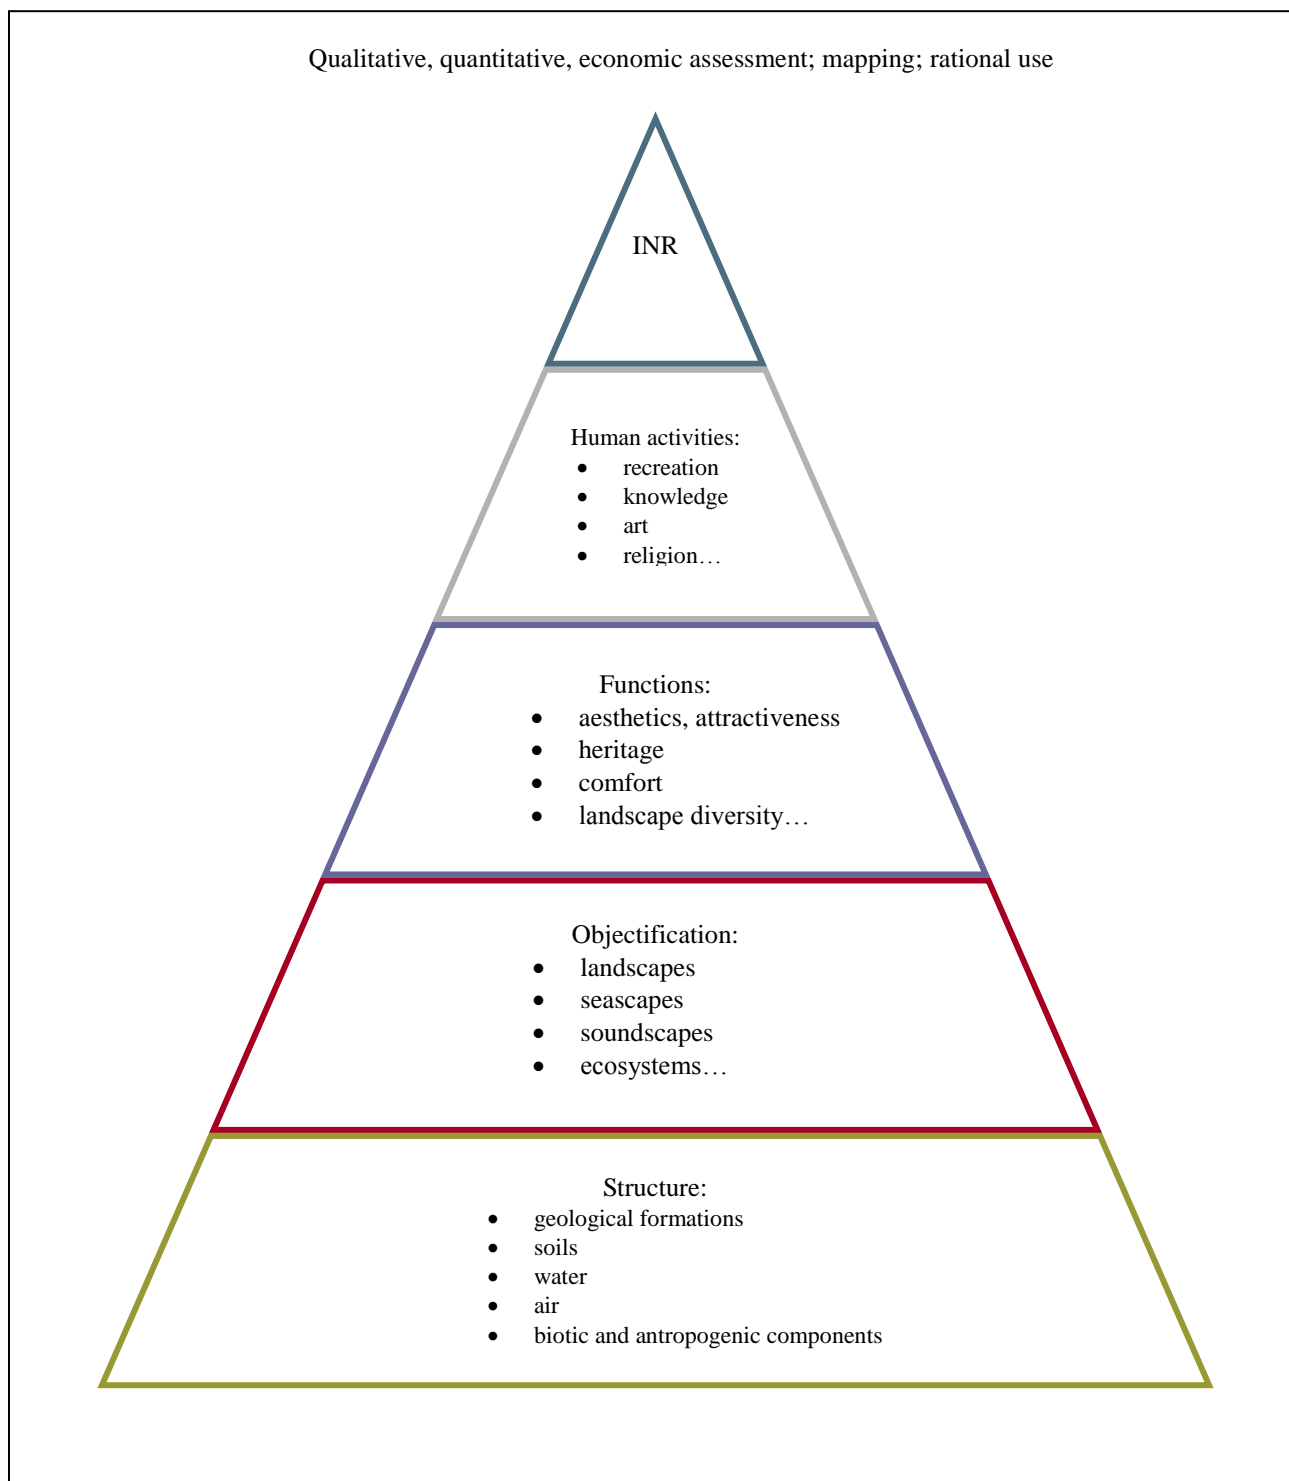 Qualitative, quantitative, economic assessment; mapping; rational use
INR
Human activities:
• recreation
• knowledge
• art
• religion…
Functions:
• aesthetics, attractiveness
• heritage
• comfort
• landscape diversity…
Objectification:
• landscapes
• seascapes
• soundscapes
• ecosystems…
Structure:
• geological formations
• soils
• water
• air
• biotic and antropogenic components